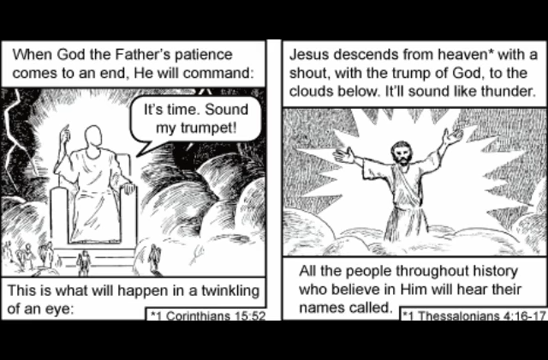 When God the Father's patience
comes to an end, He will command:
It's time. Sound
my trumpet!
This is what will happen in a twinkling
of an eye:
*1 Corinthians 15:52
Jesus descends from heaven* with a
shout, with the trump of God, to the
clouds below. It'll sound like thunder.
All the people throughout history
who believe in Him will hear their
names called.
*1 Thessalonians 4:16-17